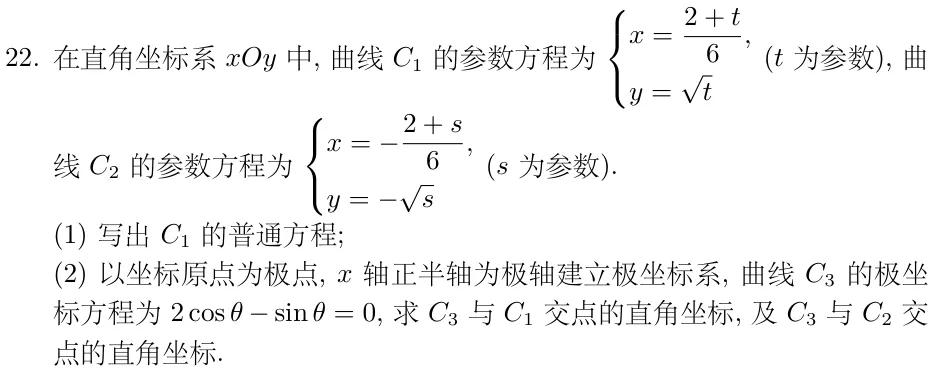 22. 在直角坐标系 xOy 中, 曲线 C₁ 的参数方程为 { x = (2 + t)/6, y = √t (t 为参数), 曲
线 C₂ 的参数方程为 { x = −(2 + s)/6, y = −√s (s 为参数).
(1) 写出 C₁ 的普通方程;
(2) 以坐标原点为极点, x 轴正半轴为极轴建立极坐标系, 曲线 C₃ 的极坐
标方程为 2 cos θ − sin θ = 0, 求 C₃ 与 C₁ 交点的直角坐标, 及 C₃ 与 C₂ 交
点的直角坐标.